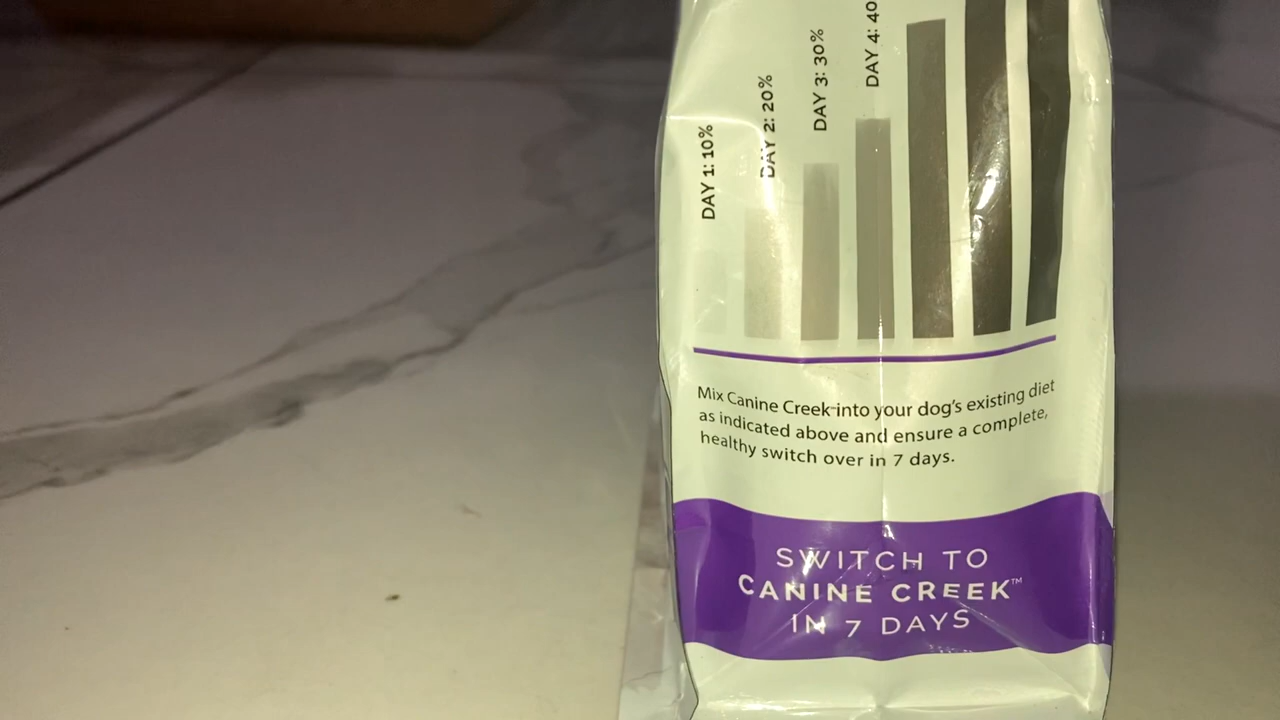 DAY 1: 10%
DAY 2: 20%
DAY 3: 30%
DAY 4: 40
Mix Canine Creek into your dog's existing diet
as indicated above and ensure a complete,
healthy switch over in 7 days.
SWITCH TO
CANINE CREEK™
IN 7 DAYS